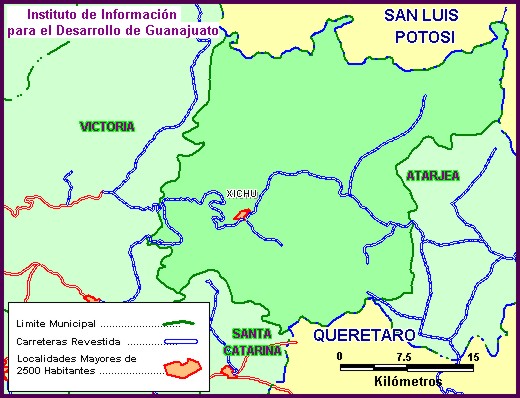 Instituto de Información
para el Desarrollo de Guanajuato
SAN LUIS
POTOSI
VICTORIA
ATARJEA
XICHU
SANTA
CATARINA
QUERETARO
Limite Municipal
Carreteras Revestida
Localidades Mayores de
2500 Habitantes
0 7.5 15
Kilómetros